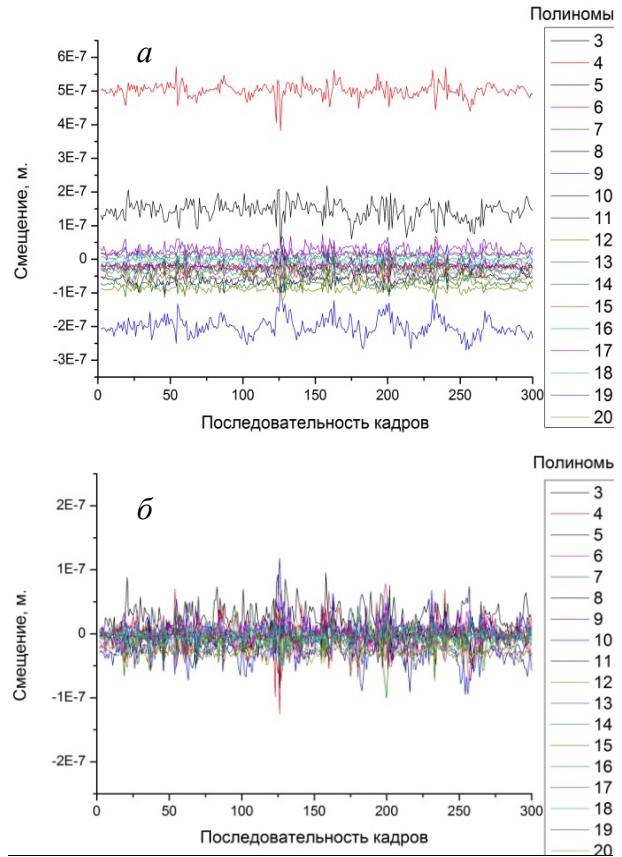 Полиномы
а
6E-7
5E-7
4E-7
3E-7
2E-7
1E-7
0
-1E-7
-2E-7
-3E-7
Смещение, м.
0 50 100 150 200 250 300
Последовательность кадров
3
4
5
6
7
8
9
10
11
12
13
14
15
16
17
18
19
20
Полиномы
б
2E-7
1E-7
0
-1E-7
-2E-7
Смещение, м.
0 50 100 150 200 250 300
Последовательность кадров
3
4
5
6
7
8
9
10
11
12
13
14
15
16
17
18
19
20